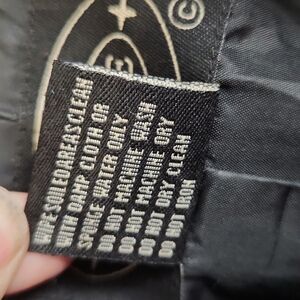 WIPE SOILED AREAS CLEAN
WITH DAMP CLOTH OR
SPONGE WATER ONLY
DO NOT MACHINE WASH
DO NOT MACHINE DRY
DO NOT DRY CLEAN
DO NOT IRON
©